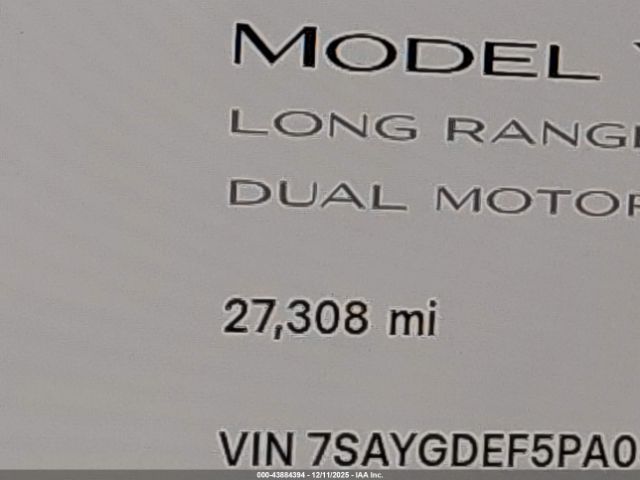 MODEL
LONG RANGE
DUAL MOTOR
27,308 mi
VIN 7SAYGDEF5PA0
000-43884394 - 12/11/2025 - IAA Inc.